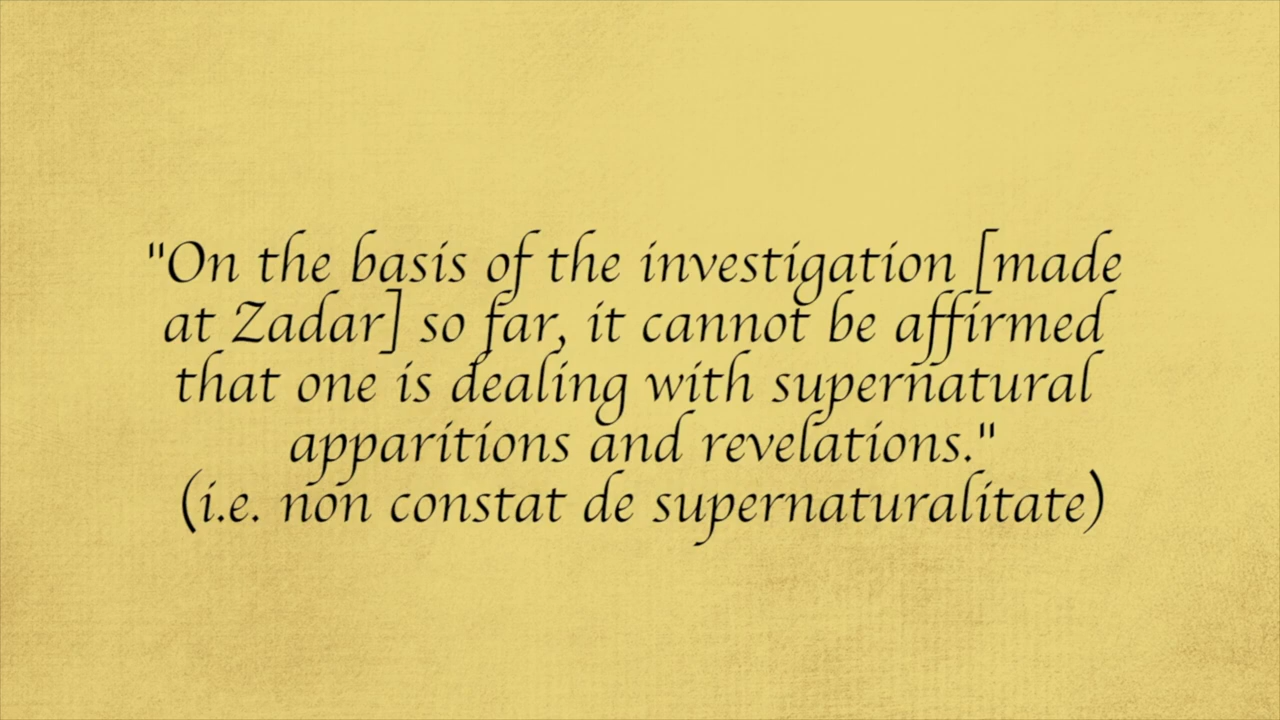 "On the basis of the investigation [made
at Zadar] so far, it cannot be affirmed
that one is dealing with supernatural
apparitions and revelations."
(i.e. non constat de supernaturalitate)